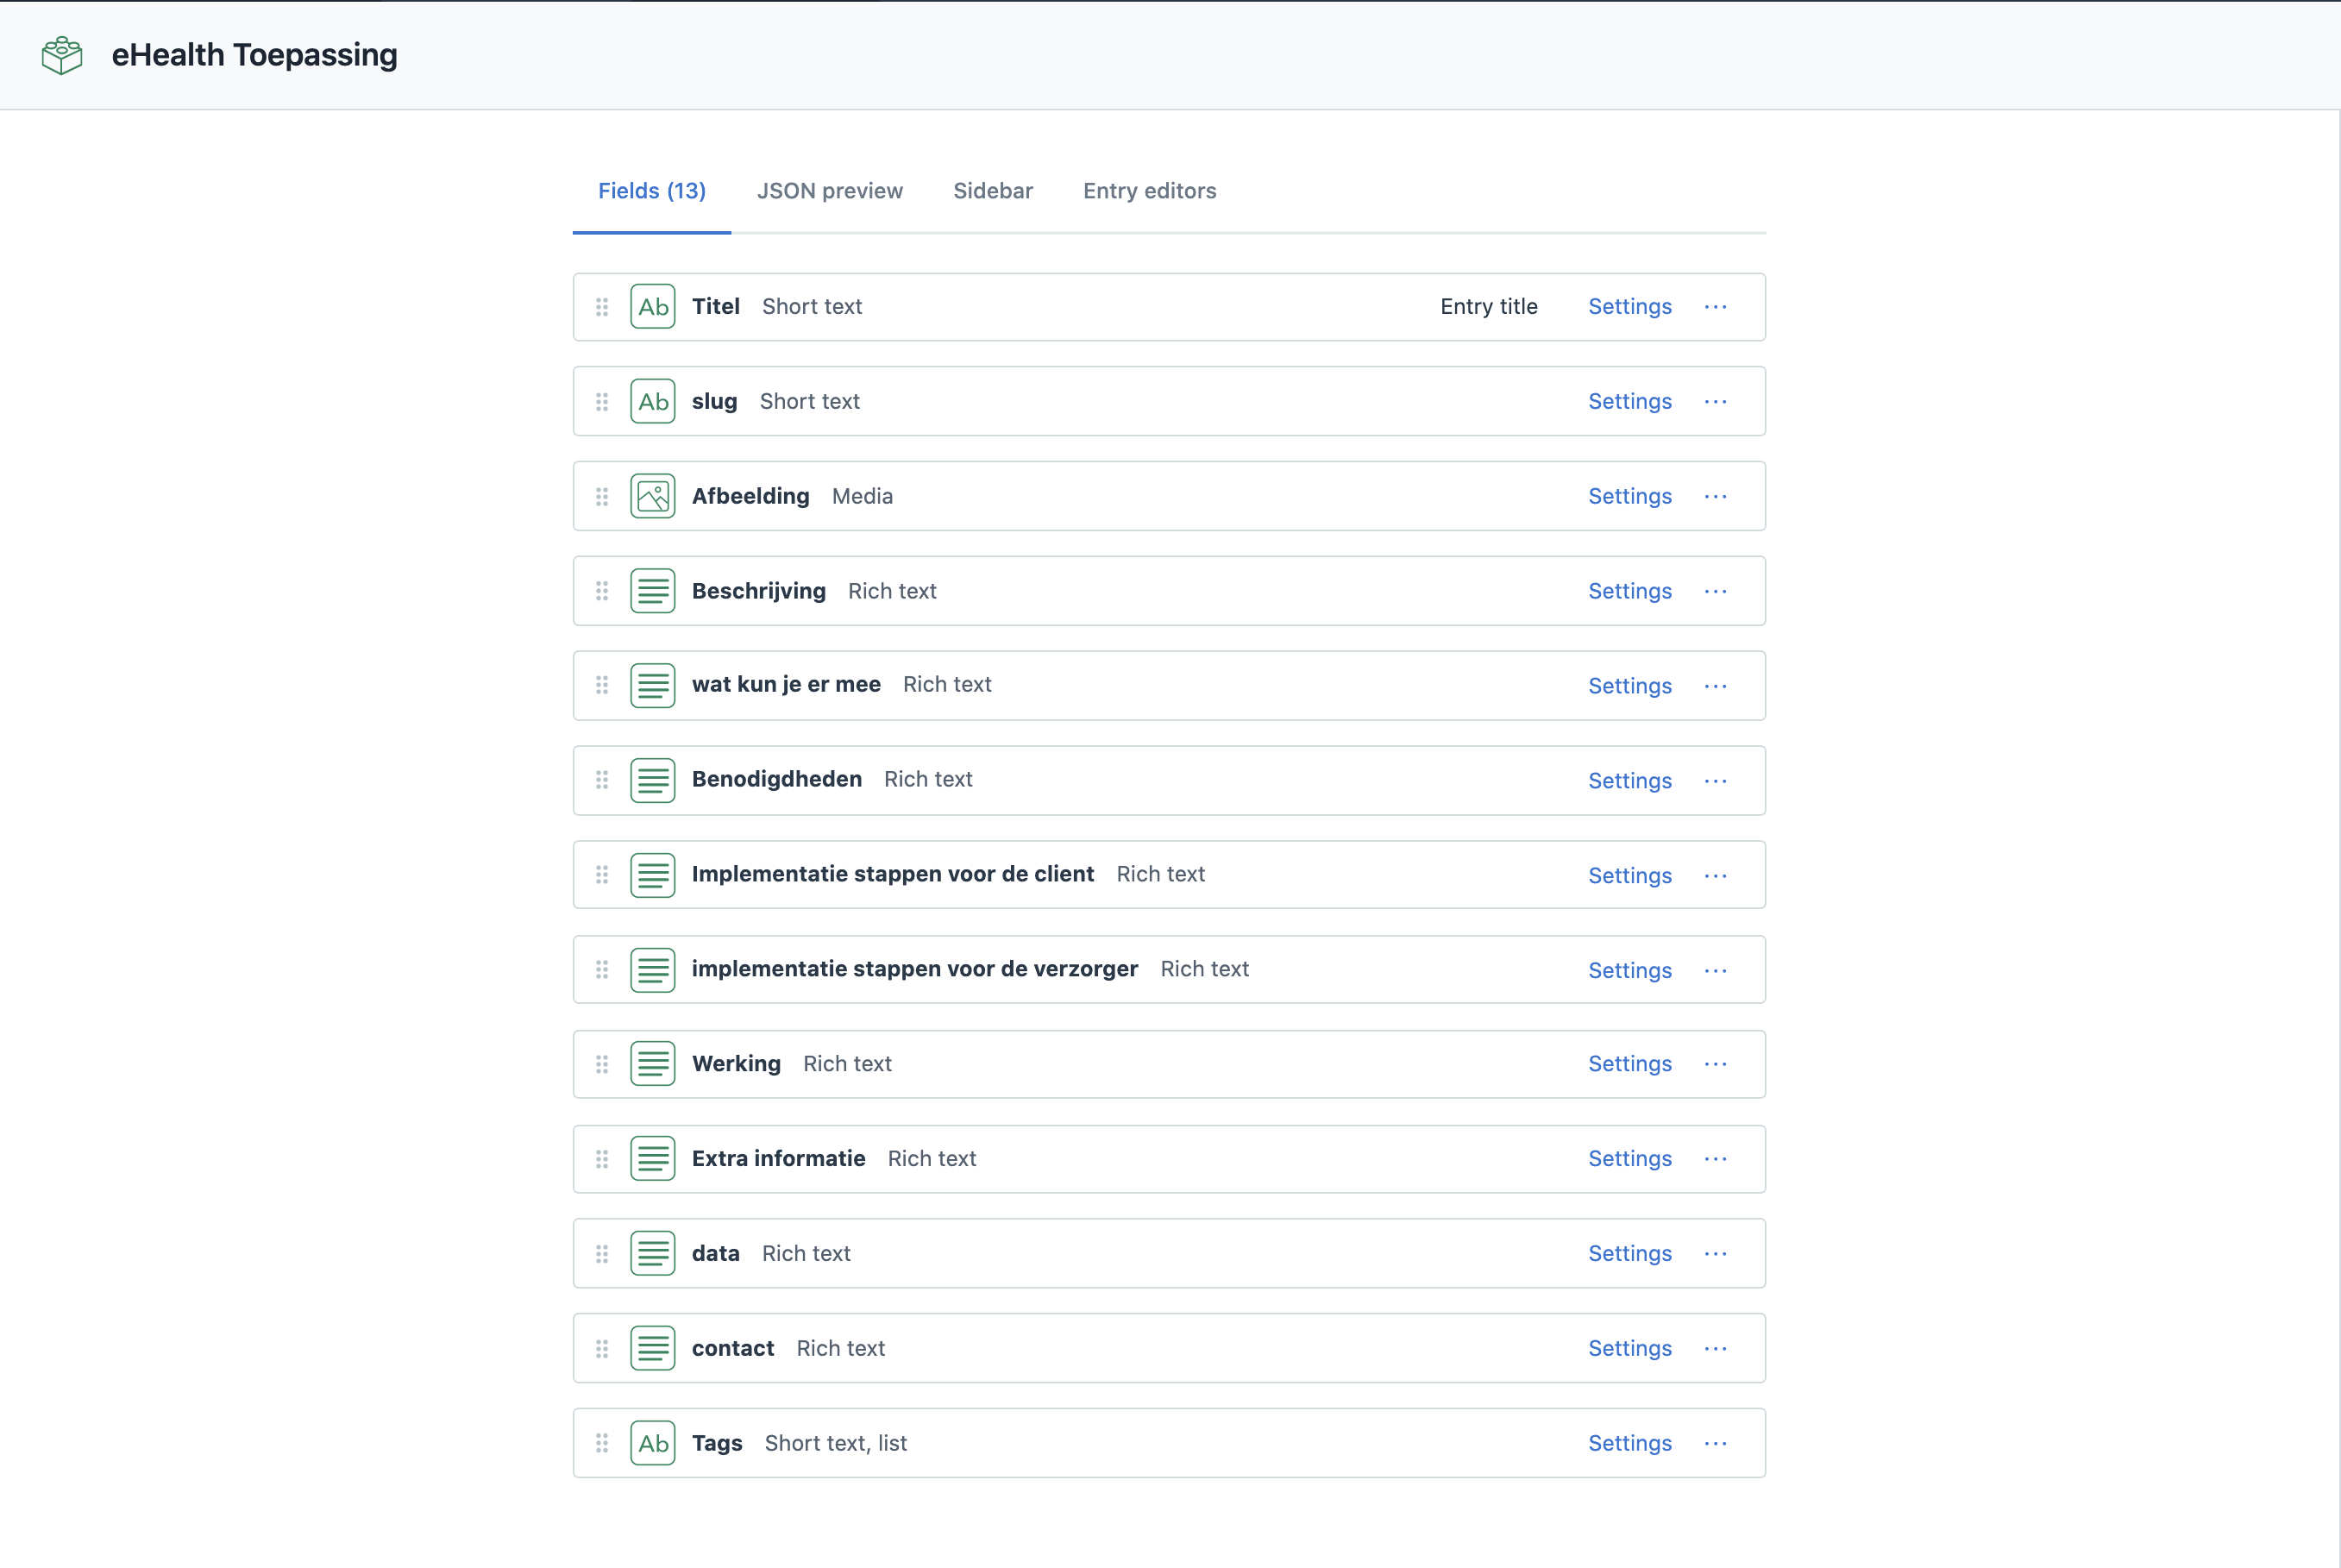 eHealth Toepassing
Fields (13) JSON preview Sidebar Entry editors
Ab Titel Short text Entry title Settings ···
Ab slug Short text Settings ···
Afbeelding Media Settings ···
Beschrijving Rich text Settings ···
wat kun je er mee Rich text Settings ···
Benodigdheden Rich text Settings ···
Implementatie stappen voor de client Rich text Settings ···
implementatie stappen voor de verzorger Rich text Settings ···
Werking Rich text Settings ···
Extra informatie Rich text Settings ···
data Rich text Settings ···
contact Rich text Settings ···
Ab Tags Short text, list Settings ···